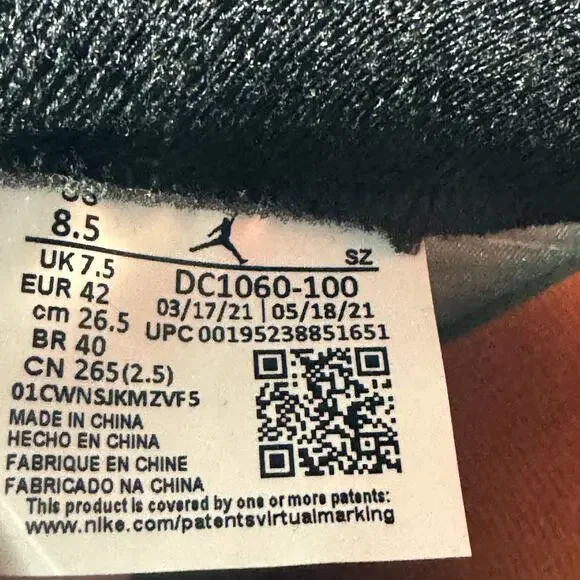 US
8.5
SZ
UK 7.5
DC1060-100
EUR 42
03/17/21 | 05/18/21
cm 26.5
UPC 00195238851651
BR 40
CN 265(2.5)
01CWNSJKMZVF5
MADE IN CHINA
HECHO EN CHINA
FABRIQUE EN CHINE
FABRICADO NA CHINA
This product is covered by one or more patents:
www.nike.com/patentsvirtualmarking